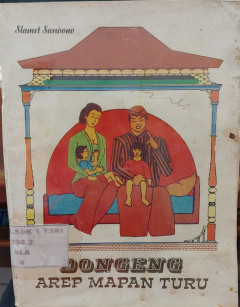 Slamet Sarwono
DONGENG
AREP MAPAN TURU